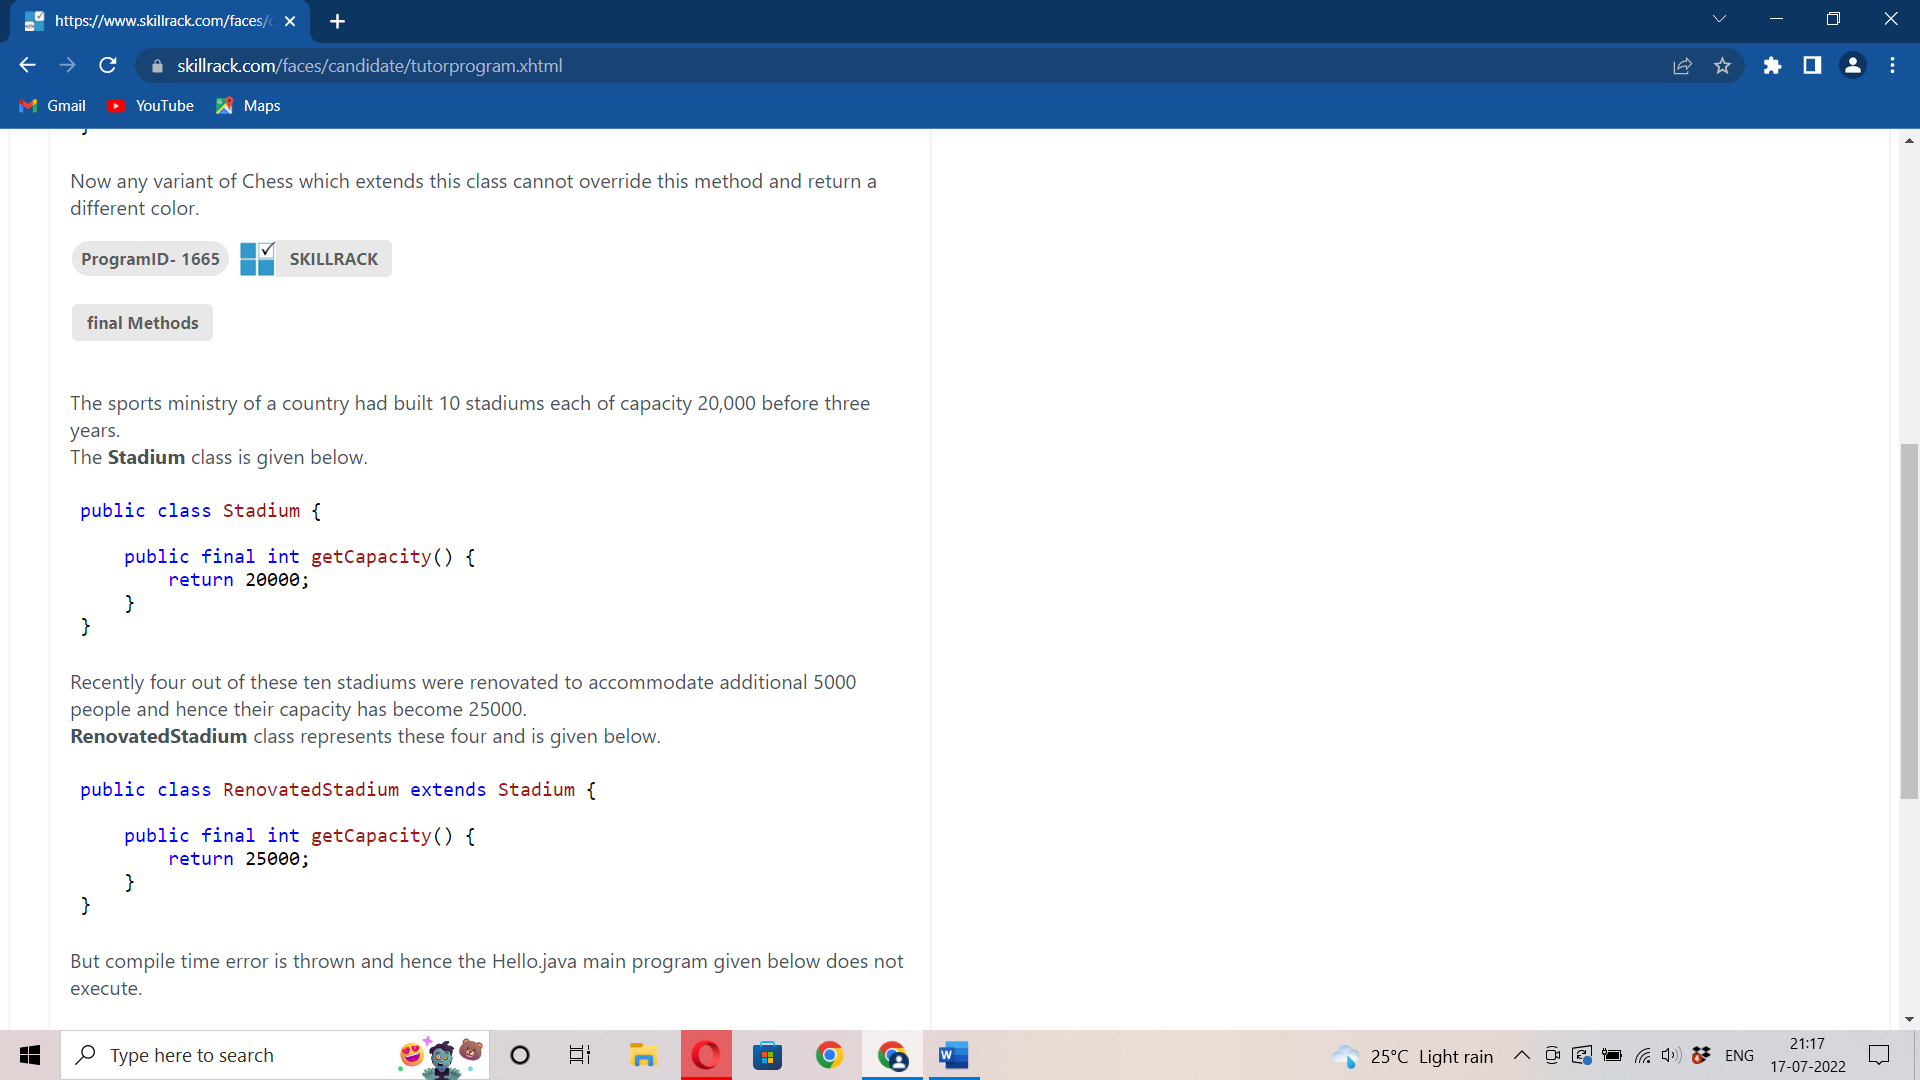 https://www.skillrack.com/faces/c
skillrack.com/faces/candidate/tutorprogram.xhtml
Gmail YouTube Maps
}
Now any variant of Chess which extends this class cannot override this method and return a
different color.
ProgramID- 1665 SKILLRACK
final Methods
The sports ministry of a country had built 10 stadiums each of capacity 20,000 before three
years.
The Stadium class is given below.
public class Stadium {
public final int getCapacity() {
return 20000;
}
}
Recently four out of these ten stadiums were renovated to accommodate additional 5000
people and hence their capacity has become 25000.
RenovatedStadium class represents these four and is given below.
public class RenovatedStadium extends Stadium {
public final int getCapacity() {
return 25000;
}
}
But compile time error is thrown and hence the Hello.java main program given below does not
execute.
Type here to search
25°C Light rain
ENG
21:17
17-07-2022